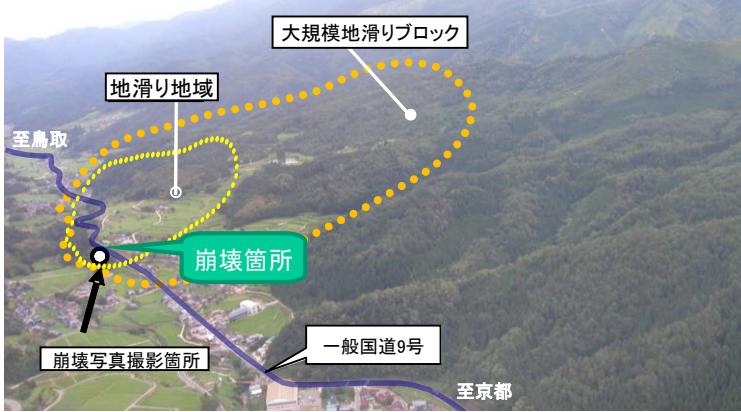 大規模地滑りブロック
地滑り地域
至鳥取
崩壊箇所
一般国道9号
崩壊写真撮影箇所
至京都